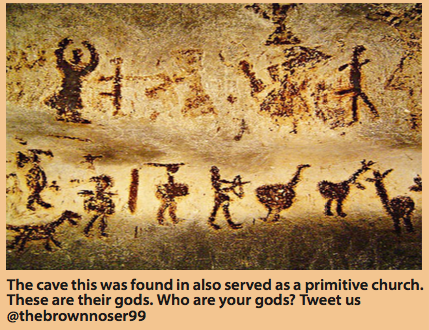 The cave this was found in also served as a primitive church.
These are their gods. Who are your gods? Tweet us
@thebrownnoser99